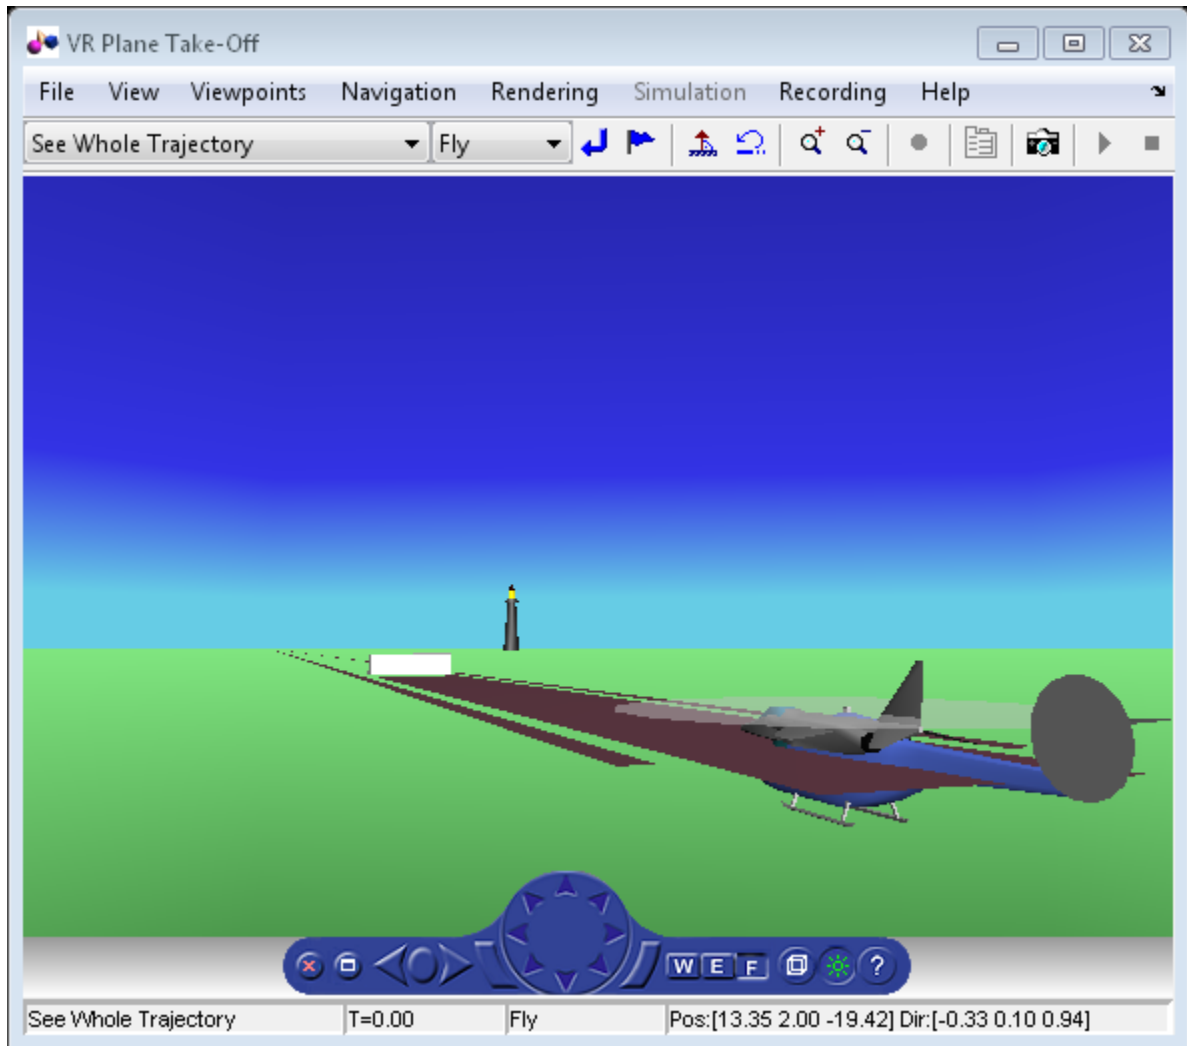 VR Plane Take-Off
File View Viewpoints Navigation Rendering Simulation Recording Help
See Whole Trajectory Fly
W E F ?
See Whole Trajectory T=0.00 Fly Pos:[13.35 2.00 -19.42] Dir:[-0.33 0.10 0.94]